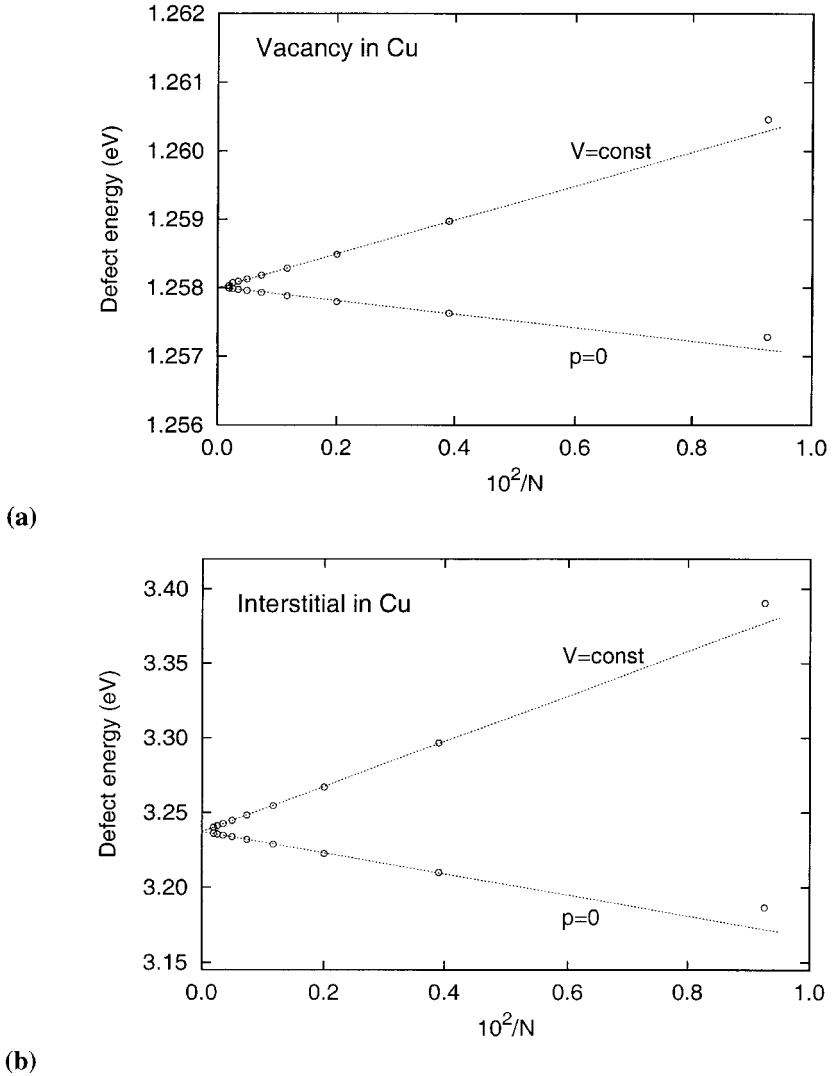 1.262
Vacancy in Cu
1.261
V=const
1.260
Defect energy (eV)
1.259
1.258
1.257
p=0
1.256
0.0 0.2 0.4 0.6 0.8 1.0
10²/N
(a)
3.40
Interstitial in Cu
V=const
3.35
Defect energy (eV)
3.30
3.25
3.20
p=0
3.15
0.0 0.2 0.4 0.6 0.8 1.0
10²/N
(b)